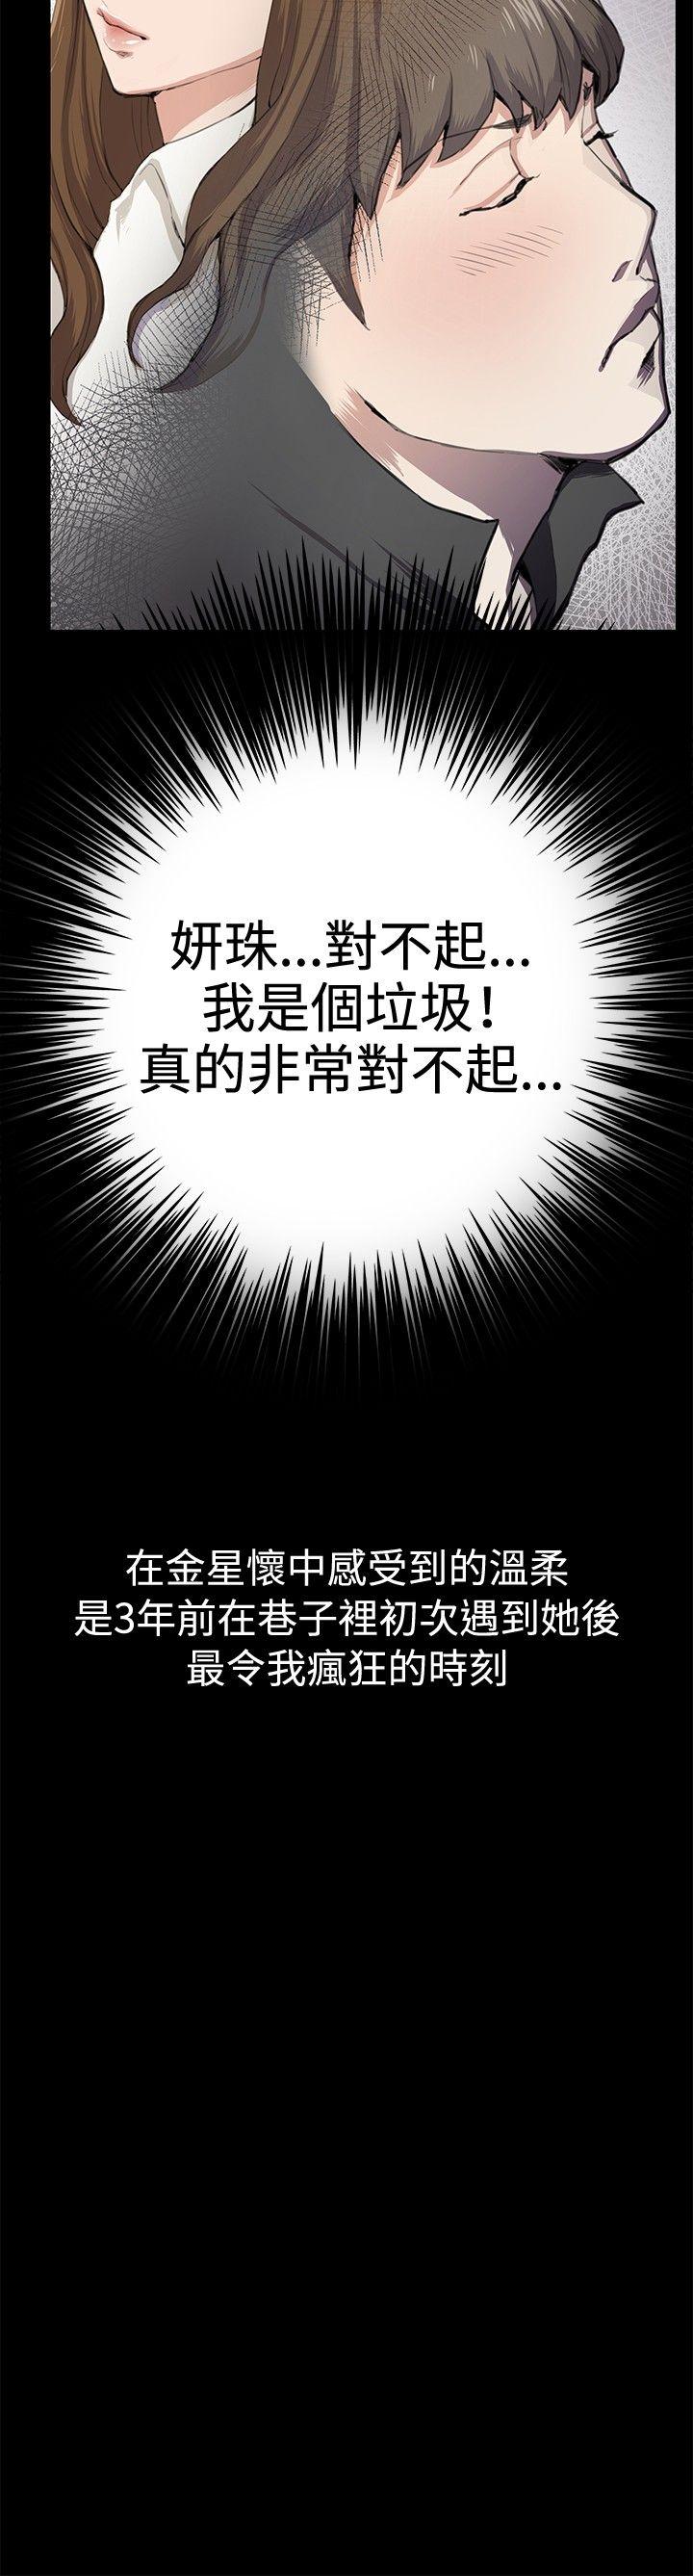 妍珠...對不起...
我是個垃圾!
真的非常對不起...
在金星懷中感受到的溫柔
是3年前在巷子裡初次遇到她後
最令我瘋狂的時刻